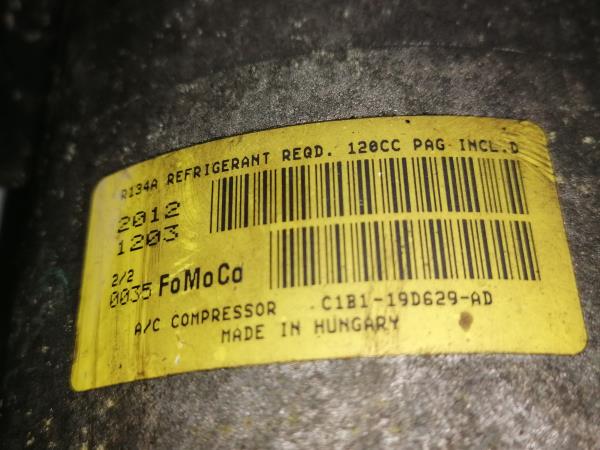 R134A REFRIGERANT REQD. 120CC PAG INCL.D
2012
1203
2/2
0035 FoMoCo
A/C COMPRESSOR C1B1-19D629-AD
MADE IN HUNGARY